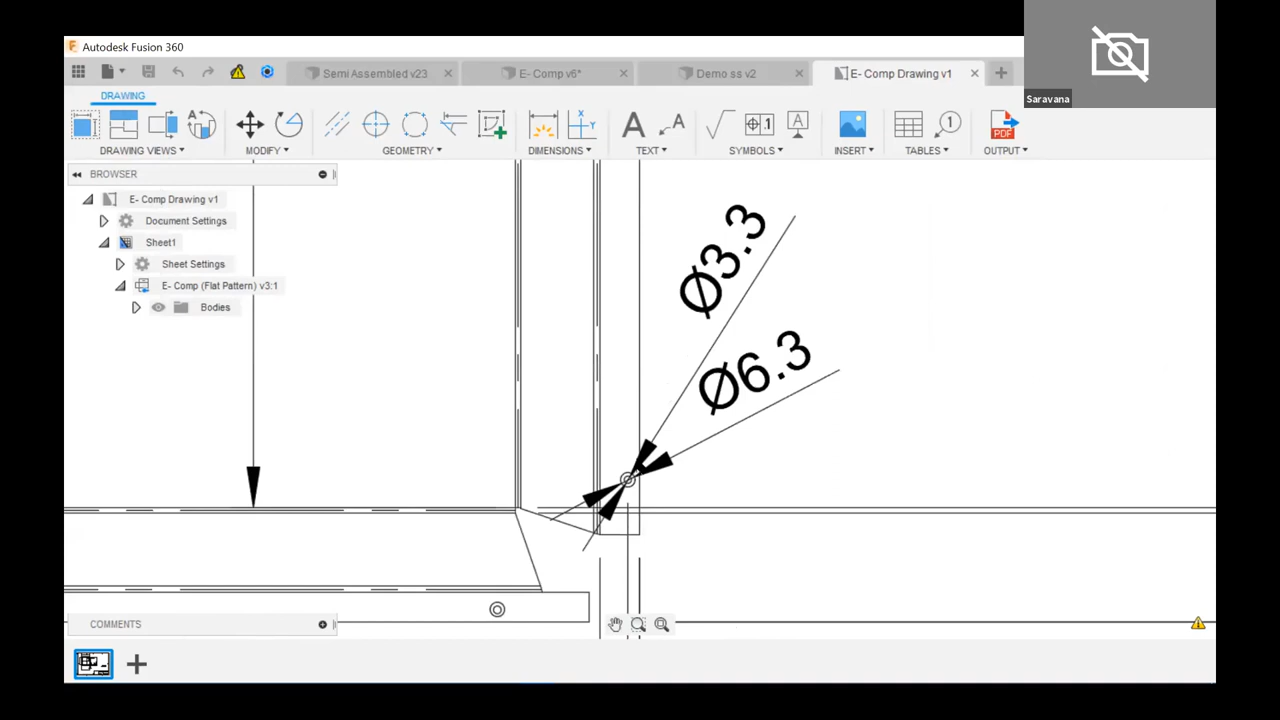 Autodesk Fusion 360
Semi Assembled v23
E- Comp v6*
Demo ss v2
E- Comp Drawing v1
Saravana
DRAWING
DRAWING VIEWS
MODIFY
GEOMETRY
DIMENSIONS
TEXT
SYMBOLS
INSERT
TABLES
OUTPUT
BROWSER
E- Comp Drawing v1
Document Settings
Sheet1
Sheet Settings
E- Comp (Flat Pattern) v3:1
Bodies
Ø3.3
Ø6.3
COMMENTS